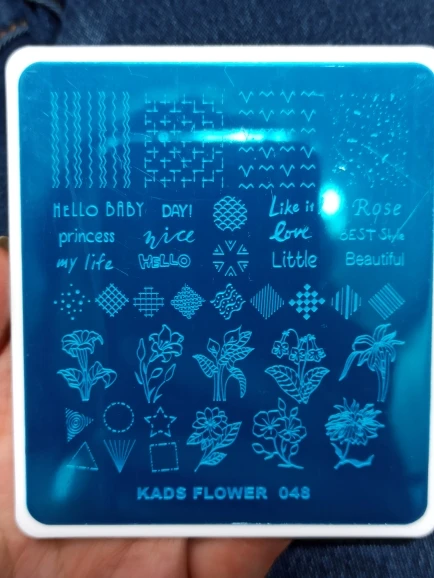 HELLO BABY DAY! Like it Rose
princess nice love BEST Style
my life HELLO Little Beautiful
KADS FLOWER 048